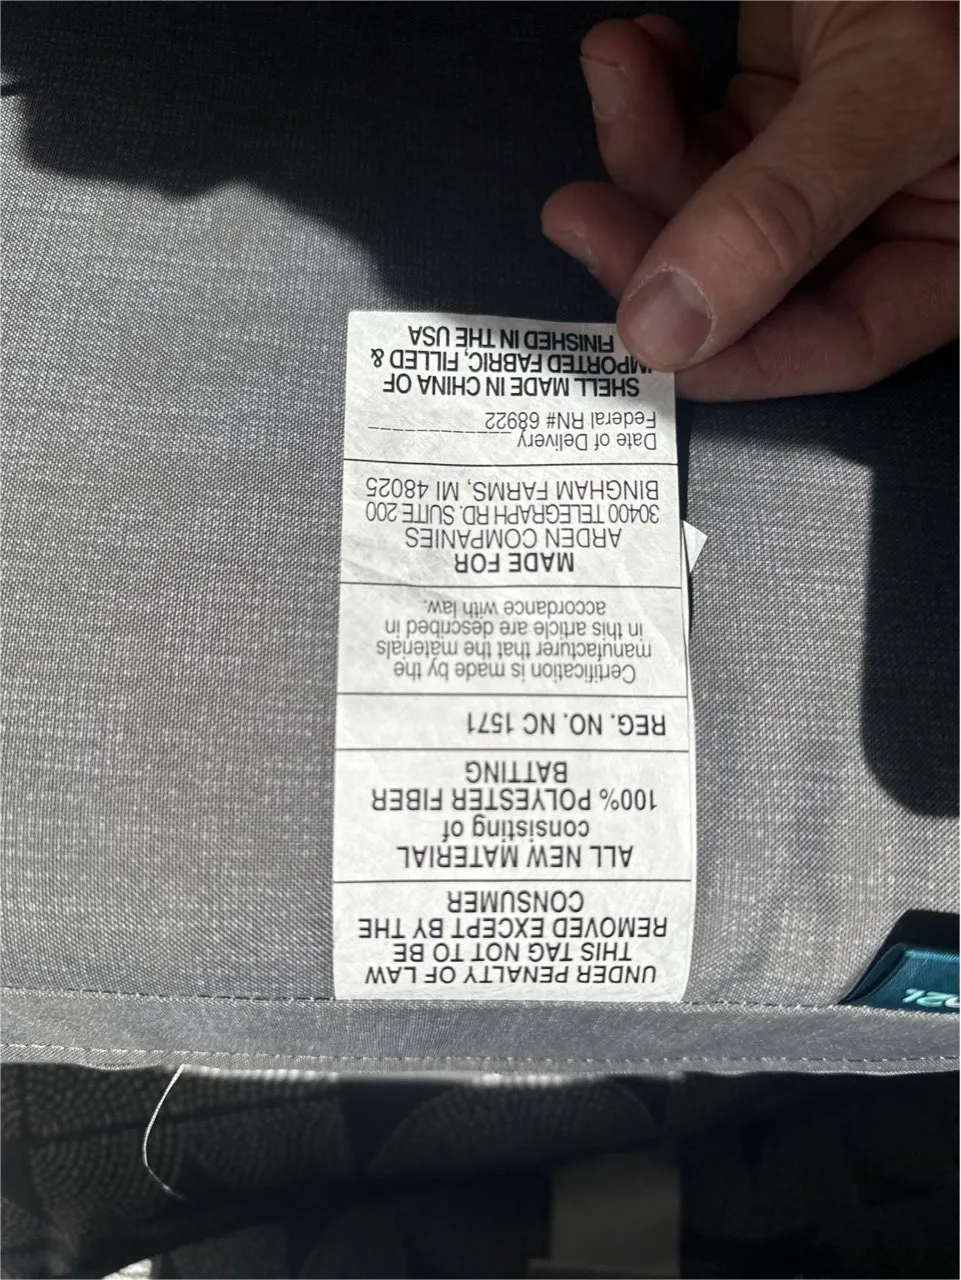 UNDER PENALTY OF LAW
THIS TAG NOT TO BE
REMOVED EXCEPT BY THE
CONSUMER
ALL NEW MATERIAL
consisting of
100% POLYESTER FIBER
BATTING
REG. NO. NC 1571
Certification is made by the
manufacturer that the materials
in this article are described in
accordance with law.
MADE FOR
ARDEN COMPANIES
30400 TELEGRAPH RD. SUITE 200
BINGHAM FARMS, MI 48025
Date of Delivery ____________
Federal RN# 68922
SHELL MADE IN CHINA OF
IMPORTED FABRIC, FILLED &
FINISHED IN THE USA